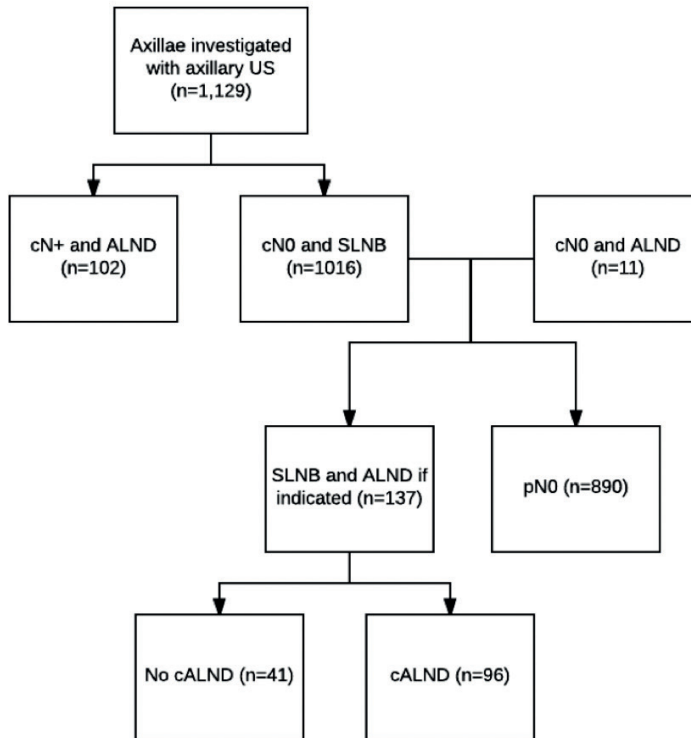 Axillae investigated
with axillary US
(n=1,129)
cN+ and ALND
(n=102)
cN0 and SLNB
(n=1016)
cN0 and ALND
(n=11)
SLNB and ALND if
indicated (n=137)
pN0 (n=890)
No cALND (n=41)
cALND (n=96)